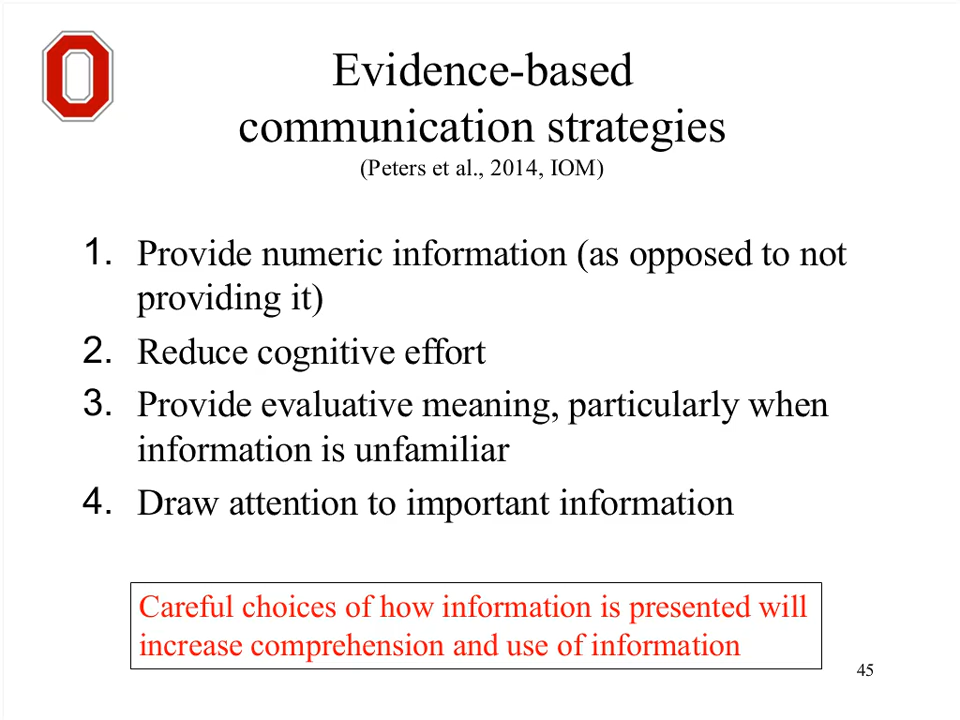 Evidence-based
communication strategies
(Peters et al., 2014, IOM)
1. Provide numeric information (as opposed to not
providing it)
2. Reduce cognitive effort
3. Provide evaluative meaning, particularly when
information is unfamiliar
4. Draw attention to important information
Careful choices of how information is presented will
increase comprehension and use of information
45